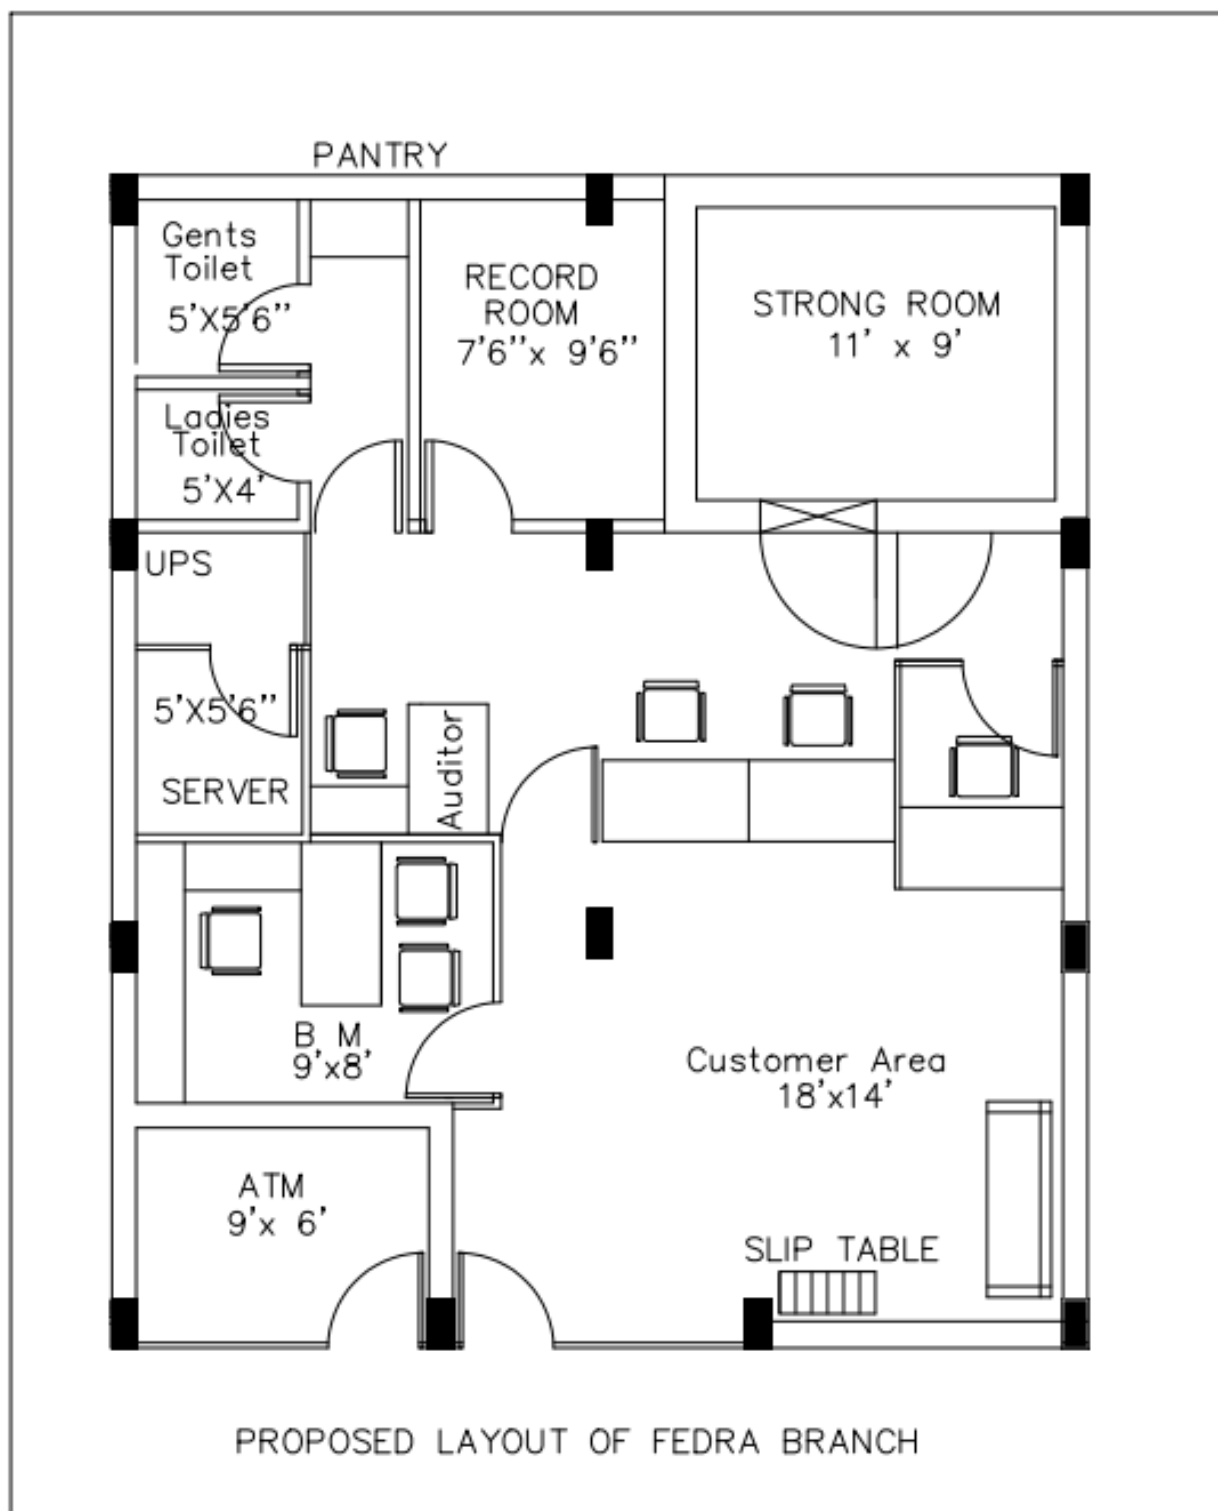 PANTRY
Gents
Toilet
5'X5'6"
RECORD
ROOM
7'6"x 9'6"
STRONG ROOM
11' x 9'
Ladies
Toilet
5'X4'
UPS
5'X5'6"
SERVER
Auditor
B M
9'x8'
Customer Area
18'x14'
ATM
9'x 6'
SLIP TABLE
PROPOSED LAYOUT OF FEDRA BRANCH